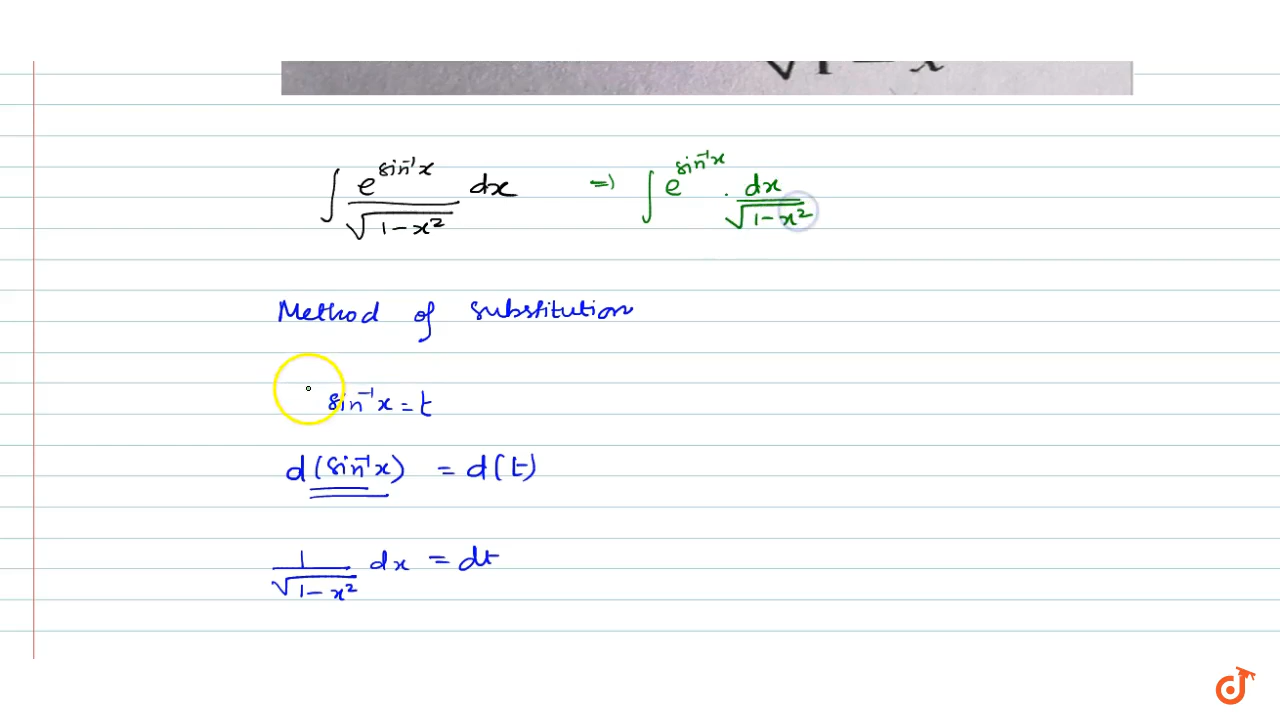 √1 − x
∫ e^(sin⁻¹x) / √(1−x²) dx ⇒ ∫ e^(sin⁻¹x) · dx / √(1−x²)
Method of substitution
sin⁻¹x = t
d(sin⁻¹x) = d(t)
1 / √(1−x²) dx = dt